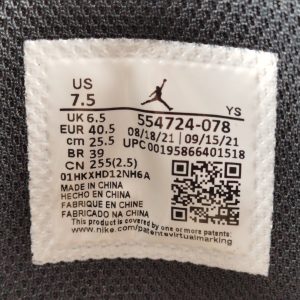 US
7.5
YS
UK 6.5
EUR 40.5
cm 25.5
BR 39
CN 255(2.5)
554724-078
08/18/21 09/15/21
UPC 00195866401518
01HKXHD12NH6A
MADE IN CHINA
HECHO EN CHINA
FABRIQUÉ EN CHINE
FABRICADO NA CHINA
This product is covered by one or more patents:
www.nike.com/patentsvirtualmarking